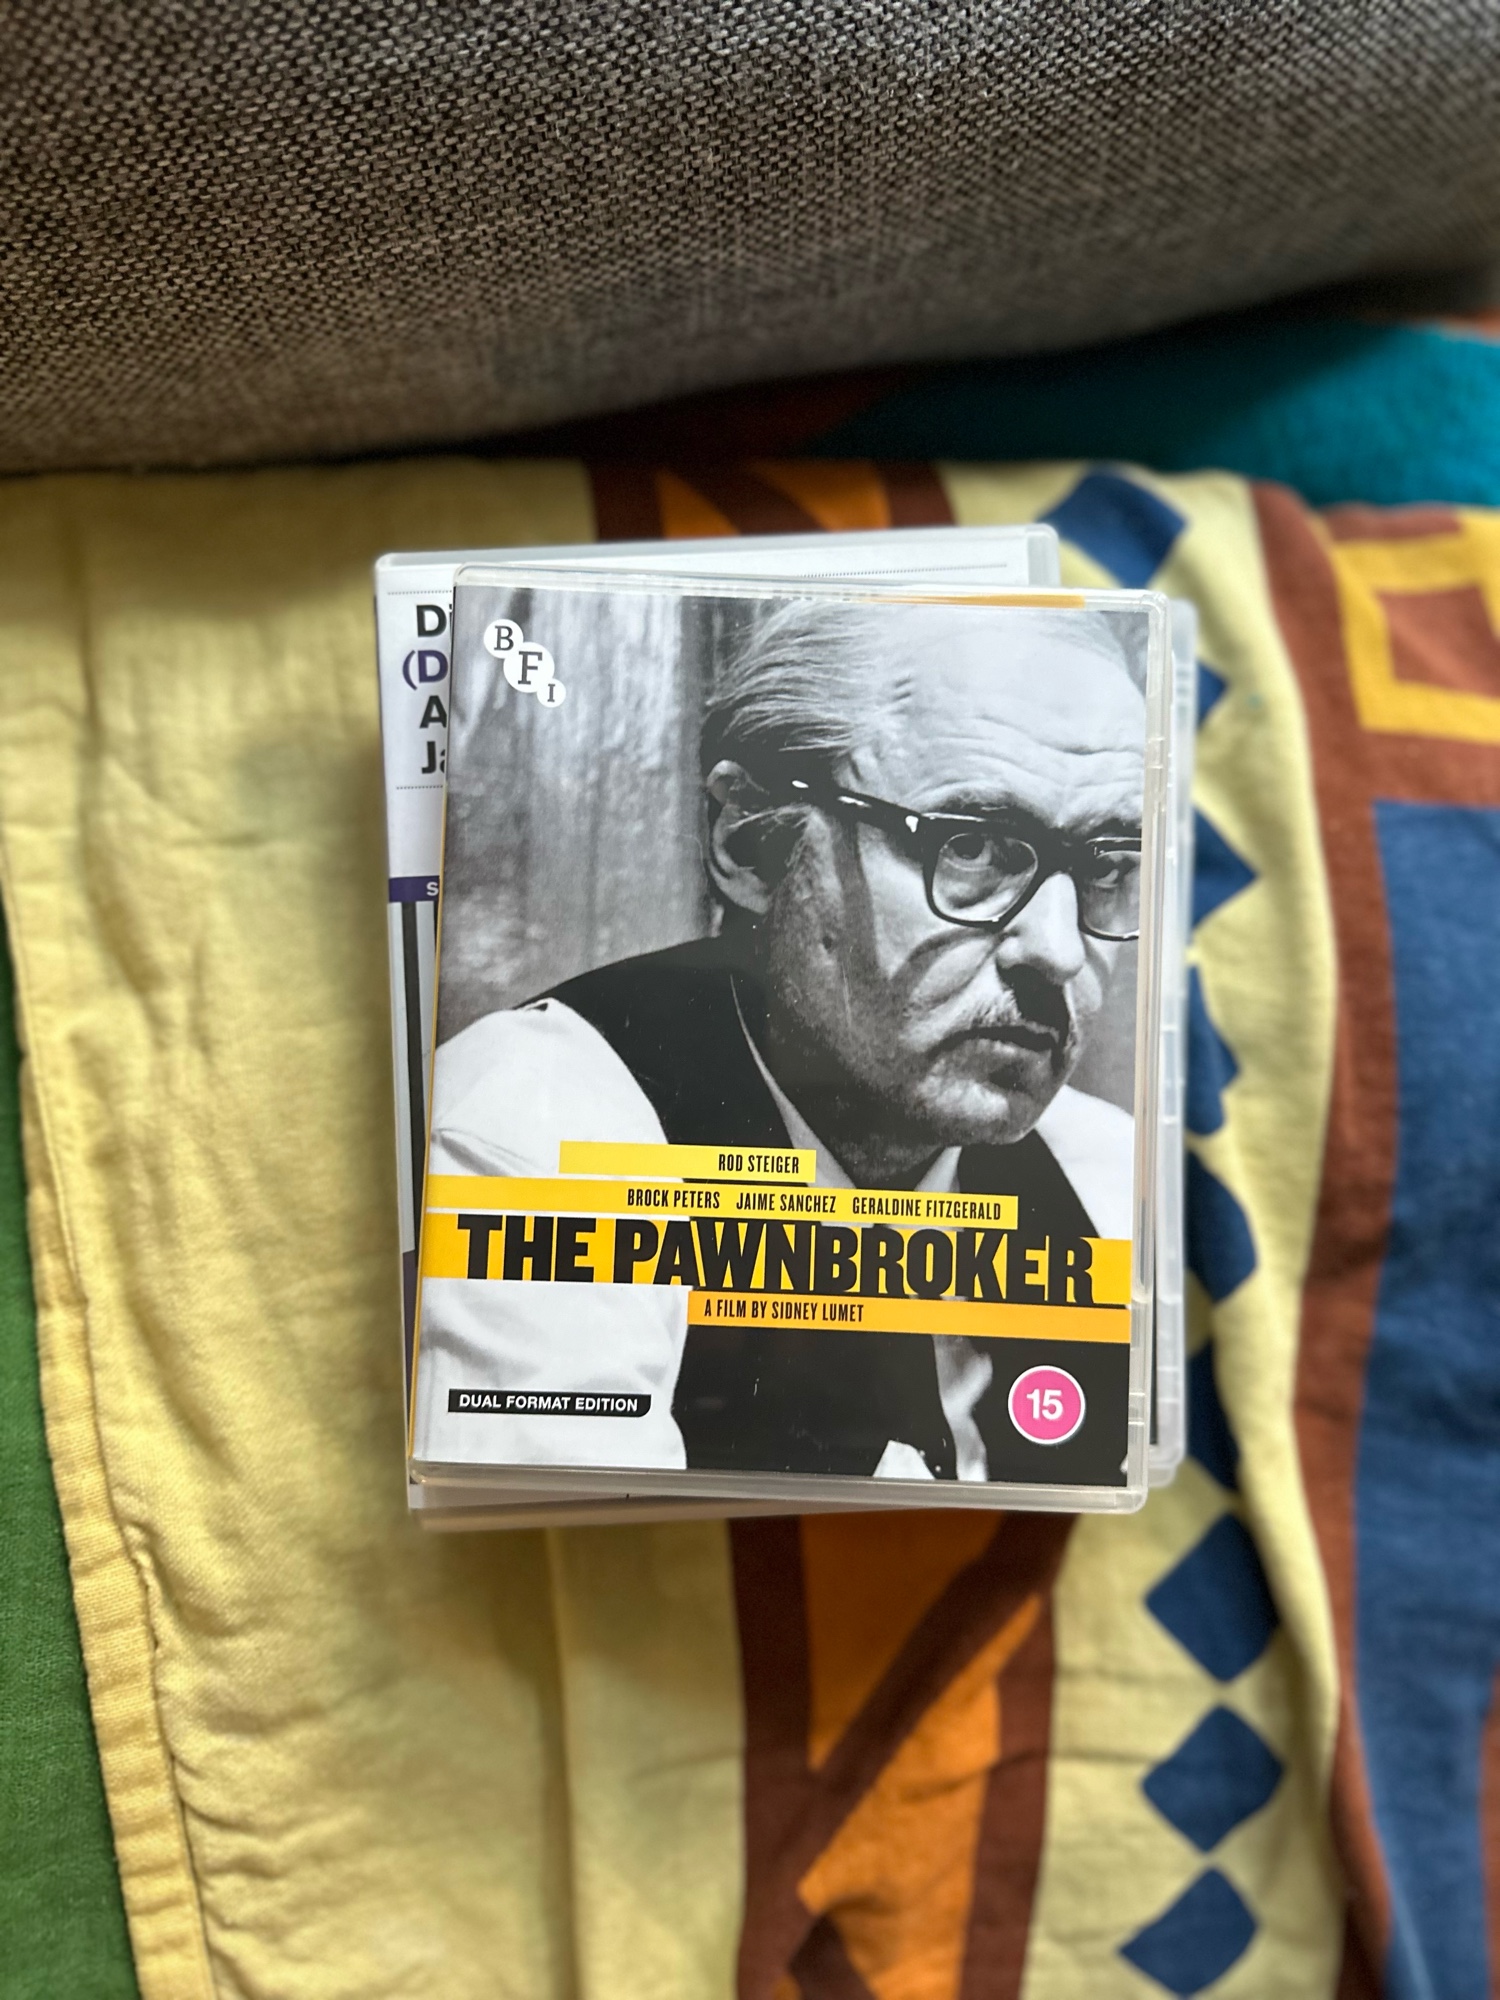 BFI
ROD STEIGER
BROCK PETERS JAIME SANCHEZ GERALDINE FITZGERALD
THE PAWNBROKER
A FILM BY SIDNEY LUMET
DUAL FORMAT EDITION
15